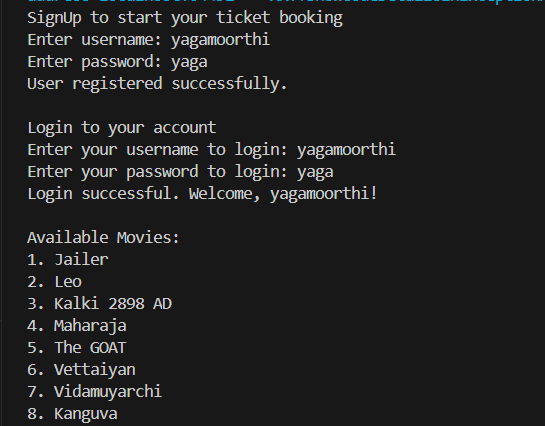 SignUp to start your ticket booking
Enter username: yagamoorthi
Enter password: yaga
User registered successfully.
Login to your account
Enter your username to login: yagamoorthi
Enter your password to login: yaga
Login successful. Welcome, yagamoorthi!
Available Movies:
1. Jailer
2. Leo
3. Kalki 2898 AD
4. Maharaja
5. The GOAT
6. Vettaiyan
7. Vidamuyarchi
8. Kanguva